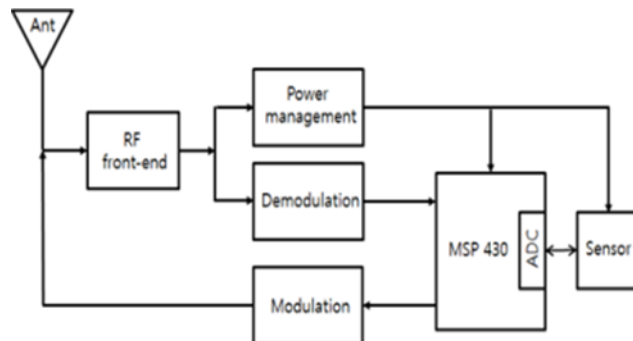 Ant
RF
front-end
Power
management
Demodulation
MSP 430
ADC
Sensor
Modulation